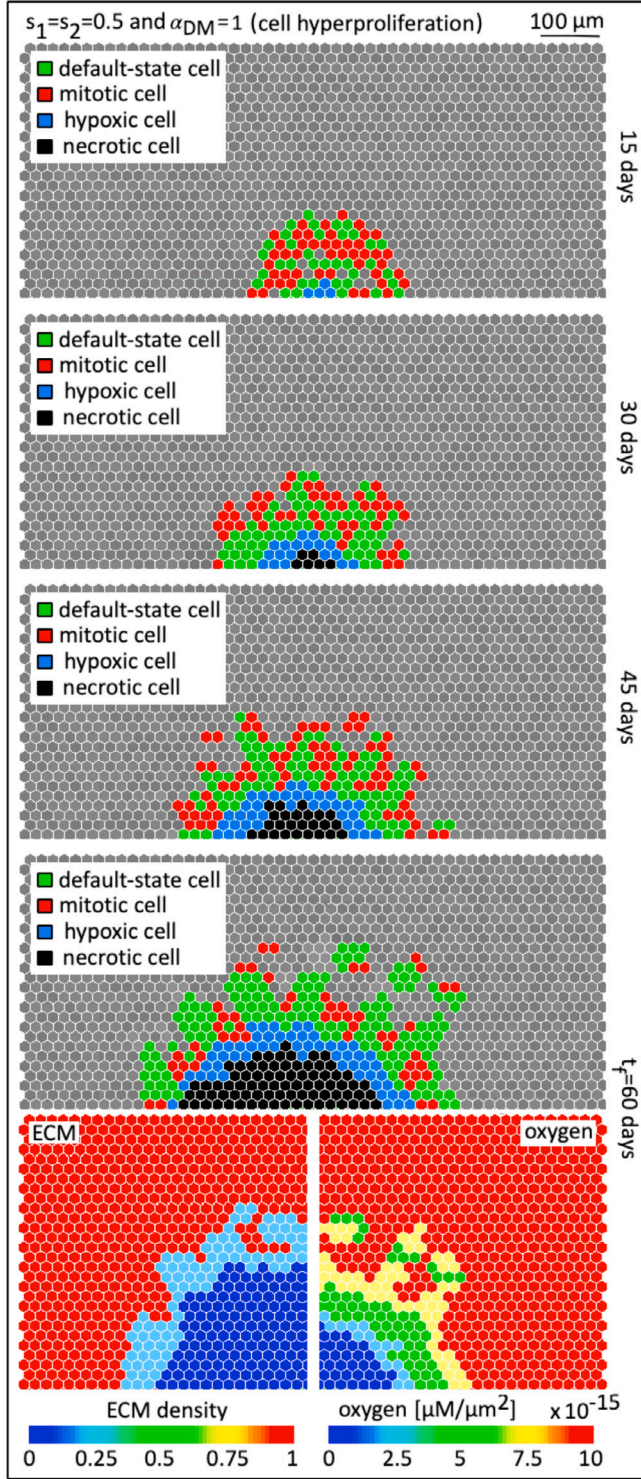 s1=s2=0.5 and αDM=1 (cell hyperproliferation)
100 μm
default-state cell
mitotic cell
hypoxic cell
necrotic cell
15 days
default-state cell
mitotic cell
hypoxic cell
necrotic cell
30 days
default-state cell
mitotic cell
hypoxic cell
necrotic cell
45 days
default-state cell
mitotic cell
hypoxic cell
necrotic cell
tf=60 days
ECM
oxygen
ECM density
oxygen [μM/μm²] x 10⁻¹⁵
0 0.25 0.5 0.75 1
0 2.5 5 7.5 10